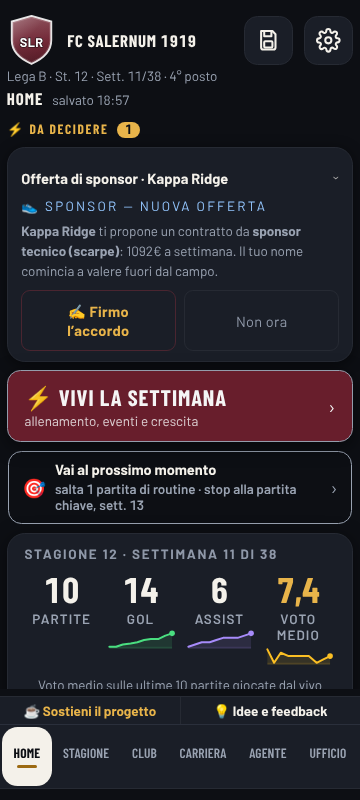 SLR
FC SALERNUM 1919
Lega B · St. 12 · Sett. 11/38 · 4° posto
HOME salvato 18:57
⚡ DA DECIDERE 1
Offerta di sponsor · Kappa Ridge
👟 SPONSOR — NUOVA OFFERTA
Kappa Ridge ti propone un contratto da sponsor
tecnico (scarpe): 1092€ a settimana. Il tuo nome
comincia a valere fuori dal campo.
✍️ Firmo
l'accordo
Non ora
⚡ VIVI LA SETTIMANA
allenamento, eventi e crescita
🎯 Vai al prossimo momento
salta 1 partita di routine · stop alla partita
chiave, sett. 13
STAGIONE 12 · SETTIMANA 11 DI 38
10 14 6 7,4
PARTITE GOL ASSIST VOTO
MEDIO
Voto medio sulle ultime 10 partite giocate dal vivo
☕ Sostieni il progetto 💡 Idee e feedback
HOME STAGIONE CLUB CARRIERA AGENTE UFFICIO